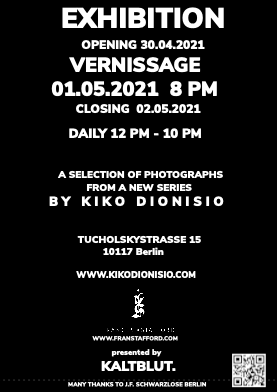 EXHIBITION
OPENING 30.04.2021
VERNISSAGE
01.05.2021 8 PM
CLOSING 02.05.2021
DAILY 12 PM - 10 PM
A SELECTION OF PHOTOGRAPHS
FROM A NEW SERIES
BY KIKO DIONISIO
TUCHOLSKYSTRASSE 15
10117 Berlin
WWW.KIKODIONISIO.COM
WWW.FRANSTAFFORD.COM
presented by
KALTBLUT.
MANY THANKS TO J.F. SCHWARZLOSE BERLIN